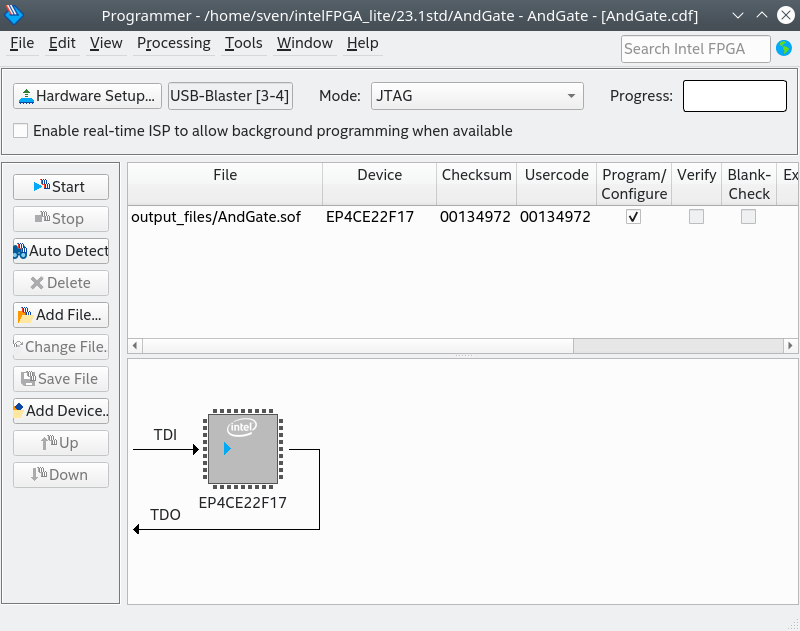 Programmer - /home/sven/intelFPGA_lite/23.1std/AndGate - AndGate - [AndGate.cdf]
File Edit View Processing Tools Window Help
Search Intel FPGA
Hardware Setup... USB-Blaster [3-4] Mode: JTAG Progress:
Enable real-time ISP to allow background programming when available
Start
Stop
Auto Detect
Delete
Add File...
Change File.
Save File
Add Device..
Up
Down
File Device Checksum Usercode Program/ Verify Blank- Ex
Configure Check
output_files/AndGate.sof EP4CE22F17 00134972 00134972
intel
TDI
EP4CE22F17
TDO